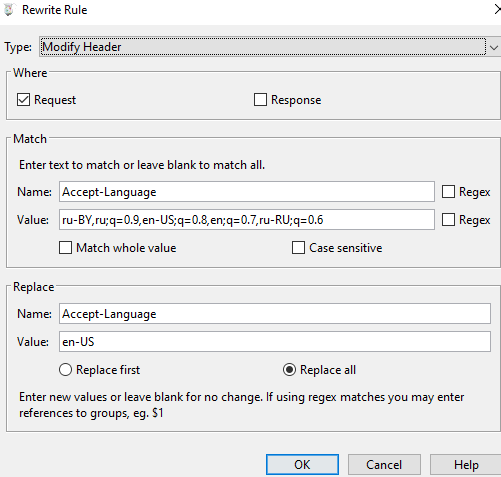 Rewrite Rule
Type: Modify Header
Where
Request Response
Match
Enter text to match or leave blank to match all.
Name: Accept-Language Regex
Value: ru-BY,ru;q=0.9,en-US;q=0.8,en;q=0.7,ru-RU;q=0.6 Regex
Match whole value Case sensitive
Replace
Name: Accept-Language
Value: en-US
Replace first Replace all
Enter new values or leave blank for no change. If using regex matches you may enter
references to groups, eg. $1
OK Cancel Help